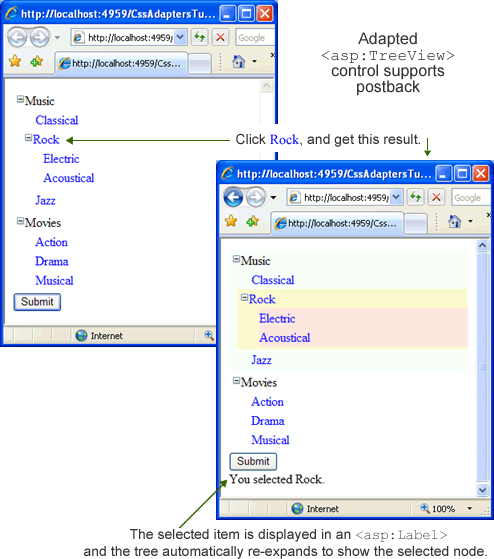 http://localhost:4959/CssAdaptersTu...
http://localhost:4959/
Google
http://localhost:4959/Css...
Music
Classical
Rock
Electric
Acoustical
Jazz
Movies
Action
Drama
Musical
Submit
Internet
Adapted
<asp:TreeView>
control supports
postback
Click Rock, and get this result.
http://localhost:4959/CssAdaptersTu...
http://localhost:4959/
Google
http://localhost:4959/Css...
Music
Classical
Rock
Electric
Acoustical
Jazz
Movies
Action
Drama
Musical
Submit
You selected Rock.
Internet
100%
The selected item is displayed in an <asp:Label>
and the tree automatically re-expands to show the selected node.